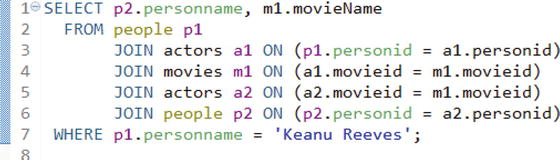 1 SELECT p2.personname, m1.movieName
2 FROM people p1
3 JOIN actors a1 ON (p1.personid = a1.personid)
4 JOIN movies m1 ON (a1.movieid = m1.movieid)
5 JOIN actors a2 ON (a2.movieid = m1.movieid)
6 JOIN people p2 ON (p2.personid = a2.personid)
7 WHERE p1.personname = 'Keanu Reeves';
8